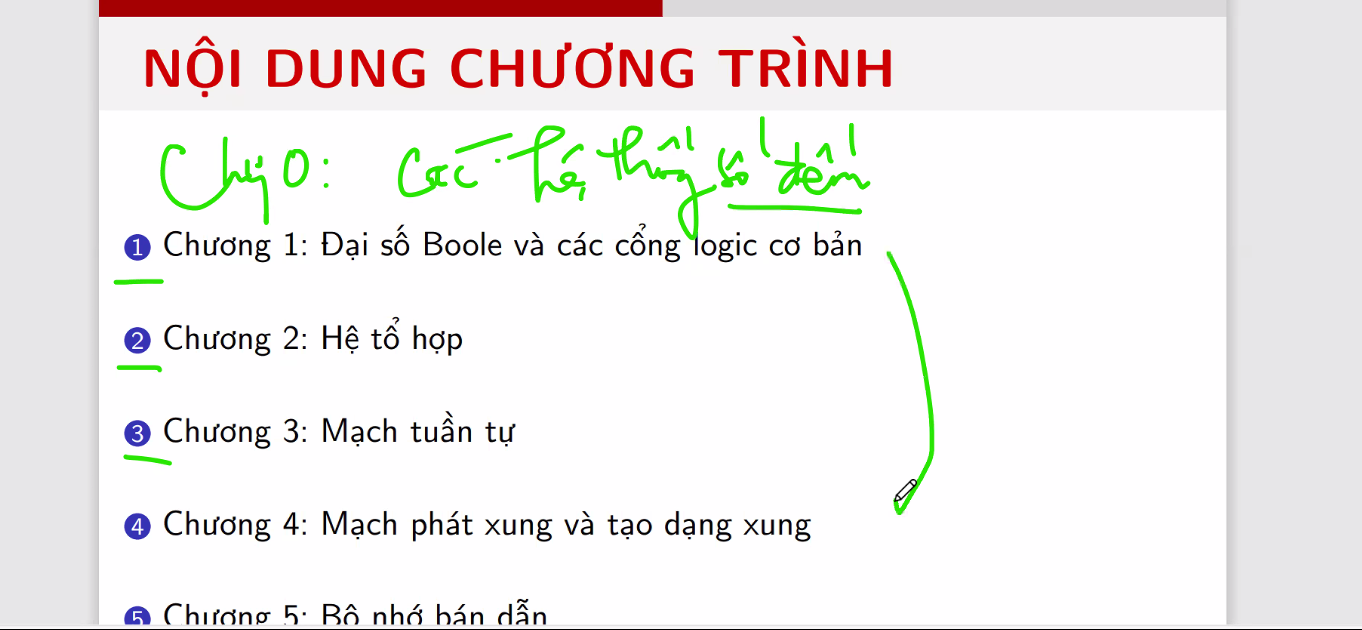 NỘI DUNG CHƯƠNG TRÌNH
Chg 0: Các hệ thống số đếm
1 Chương 1: Đại số Boole và các cổng logic cơ bản
2 Chương 2: Hệ tổ hợp
3 Chương 3: Mạch tuần tự
4 Chương 4: Mạch phát xung và tạo dạng xung
5 Chương 5: Bộ nhớ bán dẫn